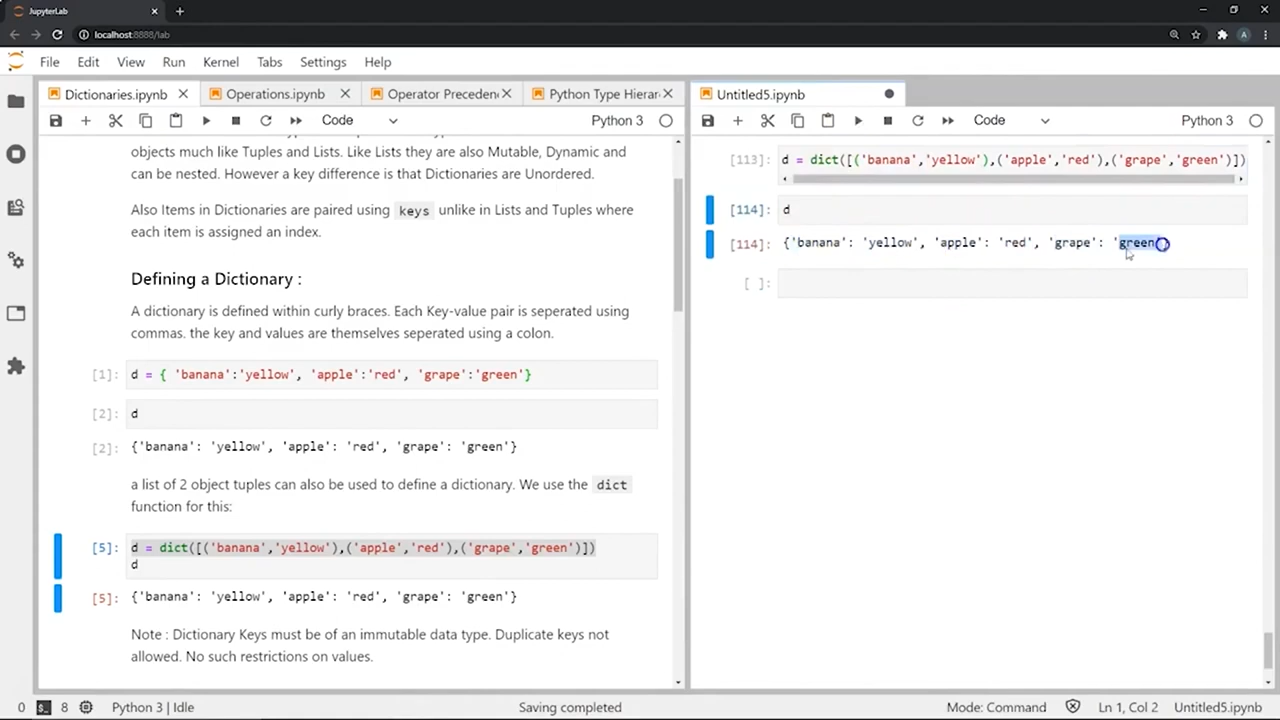 JupyterLab
localhost:8888/lab
File Edit View Run Kernel Tabs Settings Help
Dictionaries.ipynb Operations.ipynb Operator Preceden Python Type Hierar Untitled5.ipynb
Code Python 3 Code Python 3
objects much like Tuples and Lists. Like Lists they are also Mutable, Dynamic and
can be nested. However a key difference is that Dictionaries are Unordered.
Also Items in Dictionaries are paired using keys unlike in Lists and Tuples where
each item is assigned an index.
Defining a Dictionary :
A dictionary is defined within curly braces. Each Key-value pair is seperated using
commas. the key and values are themselves seperated using a colon.
[1]: d = { 'banana':'yellow', 'apple':'red', 'grape':'green'}
[2]: d
[2]: {'banana': 'yellow', 'apple': 'red', 'grape': 'green'}
a list of 2 object tuples can also be used to define a dictionary. We use the dict
function for this:
[5]: d = dict([('banana','yellow'),('apple','red'),('grape','green')])
d
[5]: {'banana': 'yellow', 'apple': 'red', 'grape': 'green'}
Note : Dictionary Keys must be of an immutable data type. Duplicate keys not
allowed. No such restrictions on values.
[113]: d = dict([('banana','yellow'),('apple','red'),('grape','green')])
[114]: d
[114]: {'banana': 'yellow', 'apple': 'red', 'grape': 'green
[ ]:
0 8 Python 3 | Idle Saving completed Mode: Command Ln 1, Col 2 Untitled5.ipynb